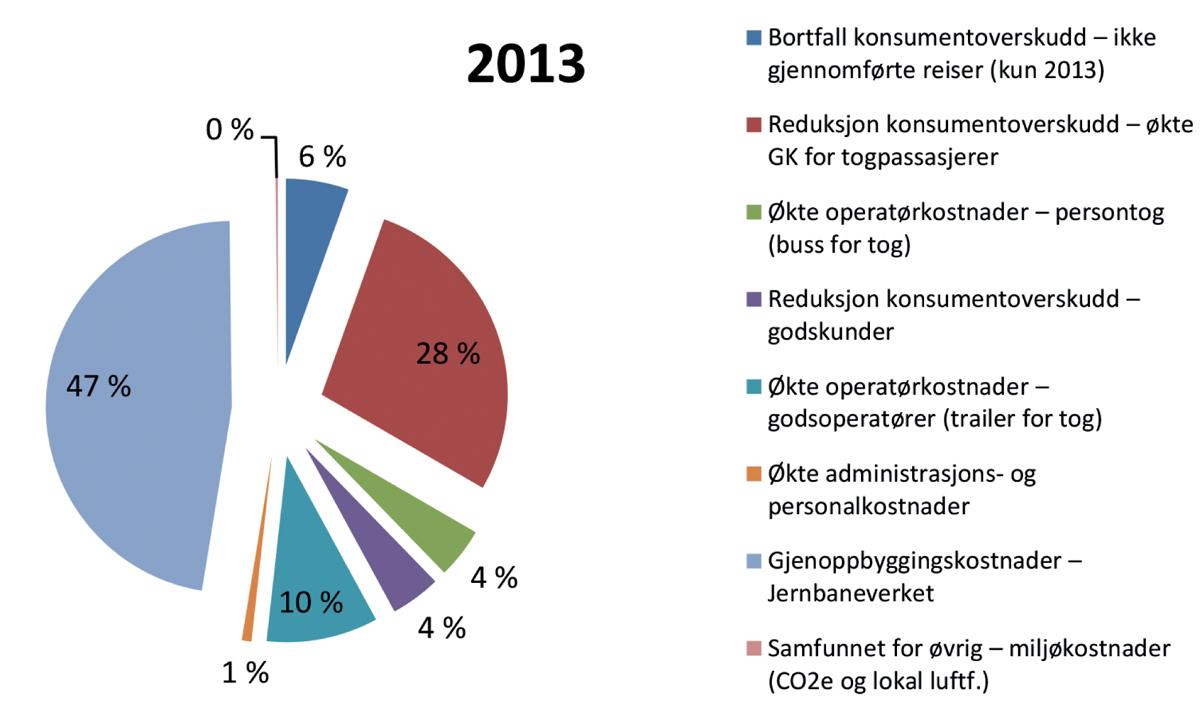 2013
0 %
6 %
28 %
47 %
4 %
4 %
10 %
1 %
Bortfall konsumentoverskudd – ikke
gjennomførte reiser (kun 2013)
Reduksjon konsumentoverskudd – økte
GK for togpassasjerer
Økte operatørkostnader – persontog
(buss for tog)
Reduksjon konsumentoverskudd –
godskunder
Økte operatørkostnader –
godsoperatører (trailer for tog)
Økte administrasjons- og
personalkostnader
Gjenoppbyggingskostnader –
Jernbaneverket
Samfunnet for øvrig – miljøkostnader
(CO2e og lokal luftf.)